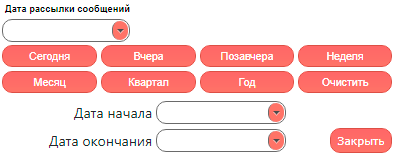 Дата рассылки сообщений
Сегодня Вчера Позавчера Неделя
Месяц Квартал Год Очистить
Дата начала
Дата окончания Закрыть